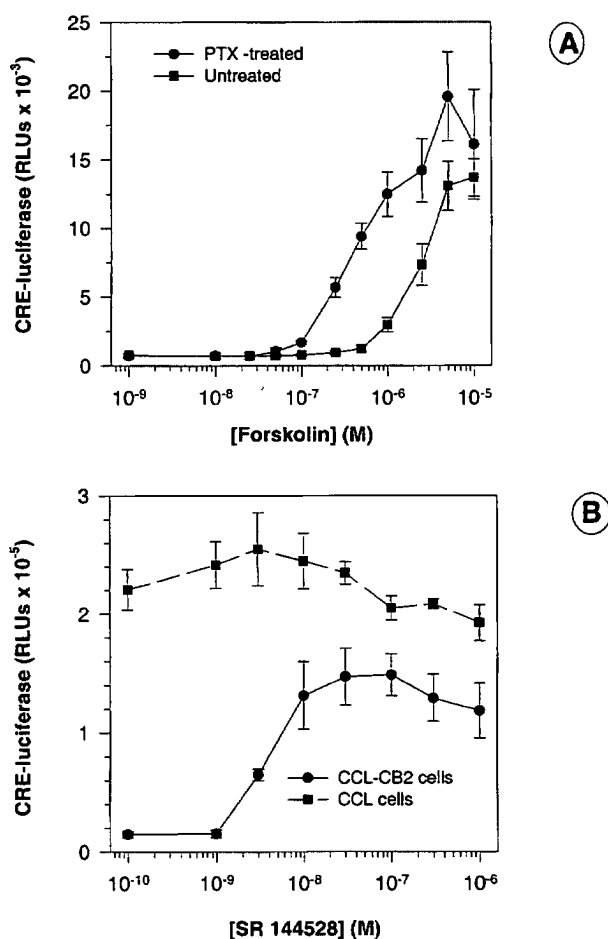 A
25
20
15
10
5
0
CRE-luciferase (RLUs x 10-3)
PTX -treated
Untreated
10-9
10-8
10-7
10-6
10-5
[Forskolin] (M)
B
3
2
1
0
CRE-luciferase (RLUs x 10-5)
CCL-CB2 cells
CCL cells
10-10
10-9
10-8
10-7
10-6
[SR 144528] (M)